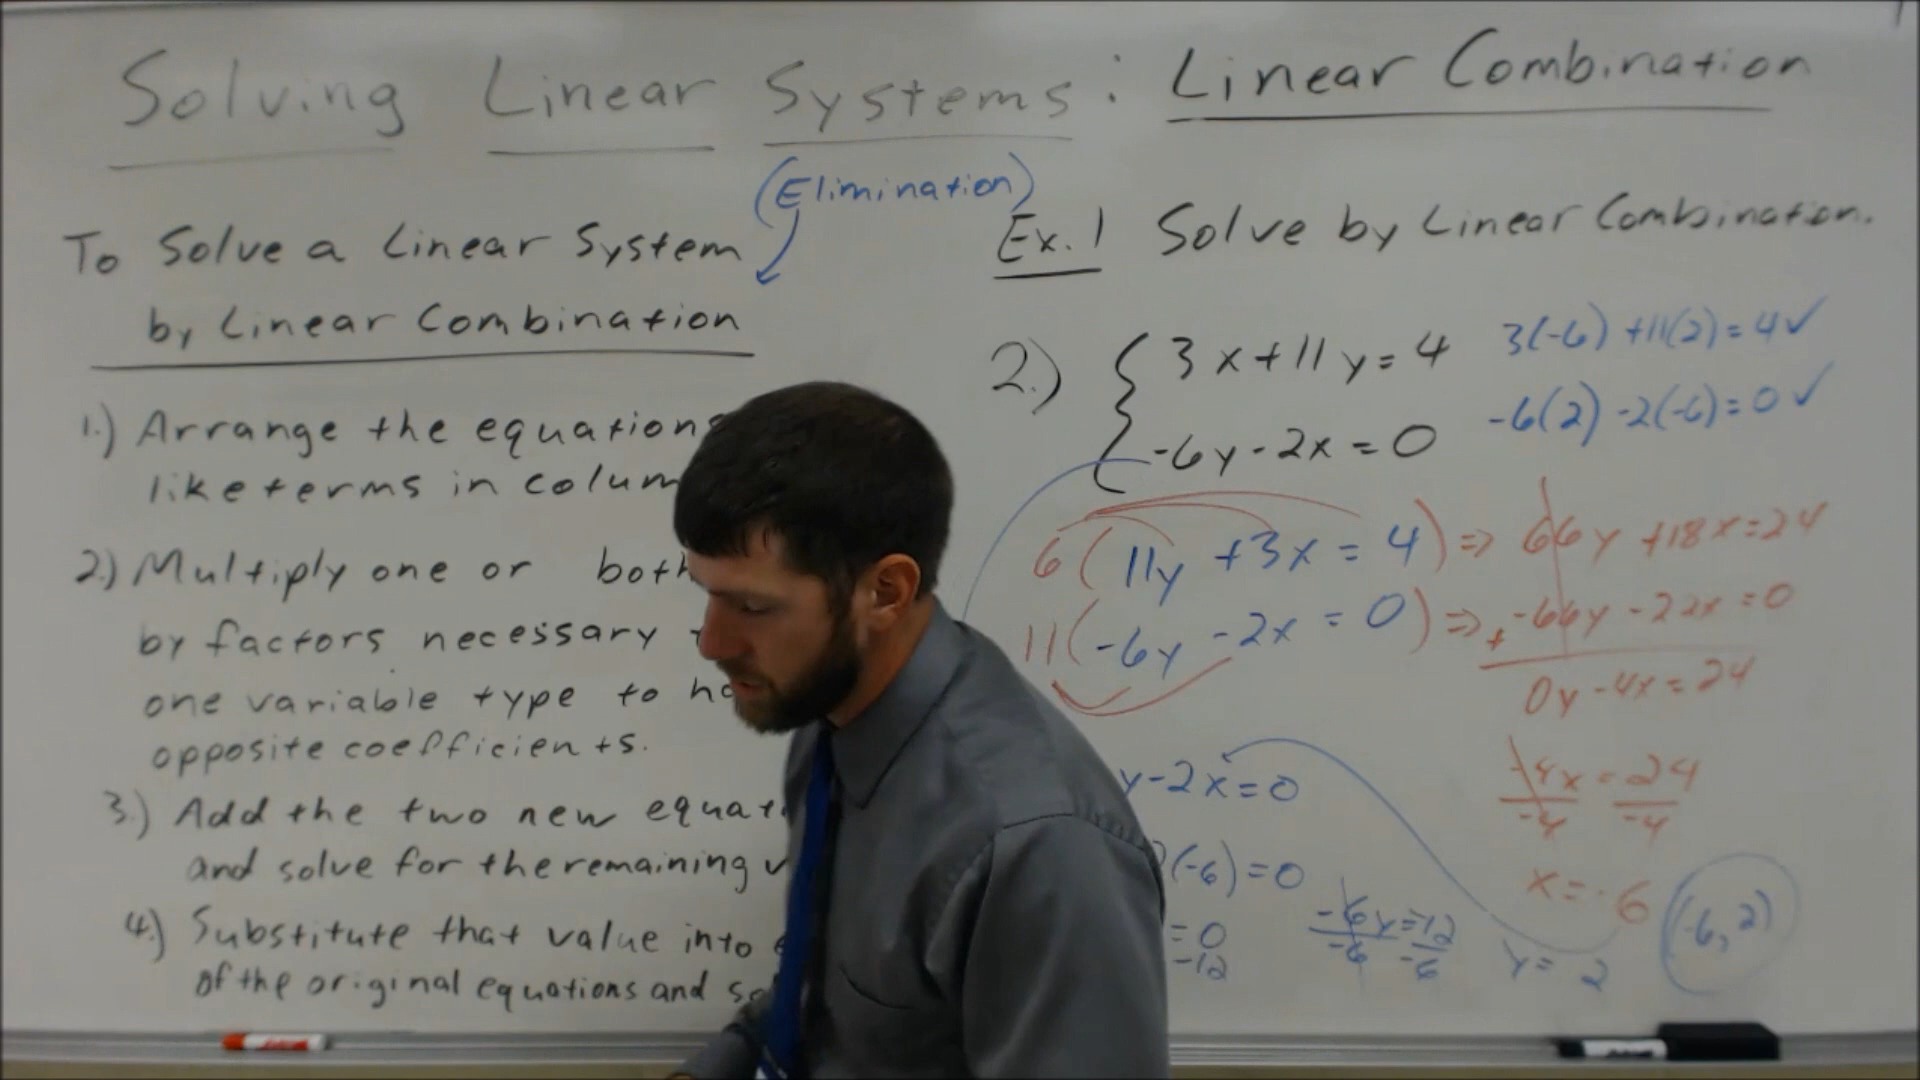 Solving Linear Systems: Linear Combination
(Elimination)
To Solve a Linear System
by Linear Combination
1.) Arrange the equations
like terms in colum
2.) Multiply one or both
by factors necessary
one variable type to
opposite coefficients.
3.) Add the two new
and solve for the remaining
4.) Substitute that value into
of the original equations and
Ex. 1 Solve by Linear Combination.
2.) { 3x+11y=4
-6y-2x=0
3(-6)+11(2)=4✓
-6(2)-2(-6)=0✓
6(11y+3x=4) ⇒ 66y+18x=24
11(-6y-2x=0) ⇒ + -66y-22x=0
0y-4x=24
-4x=24
-4 -4
x=-6
y-2x=0
(-6)=0
=0
-12
-6y=12
-6 -6
y= 2
(-6,2)